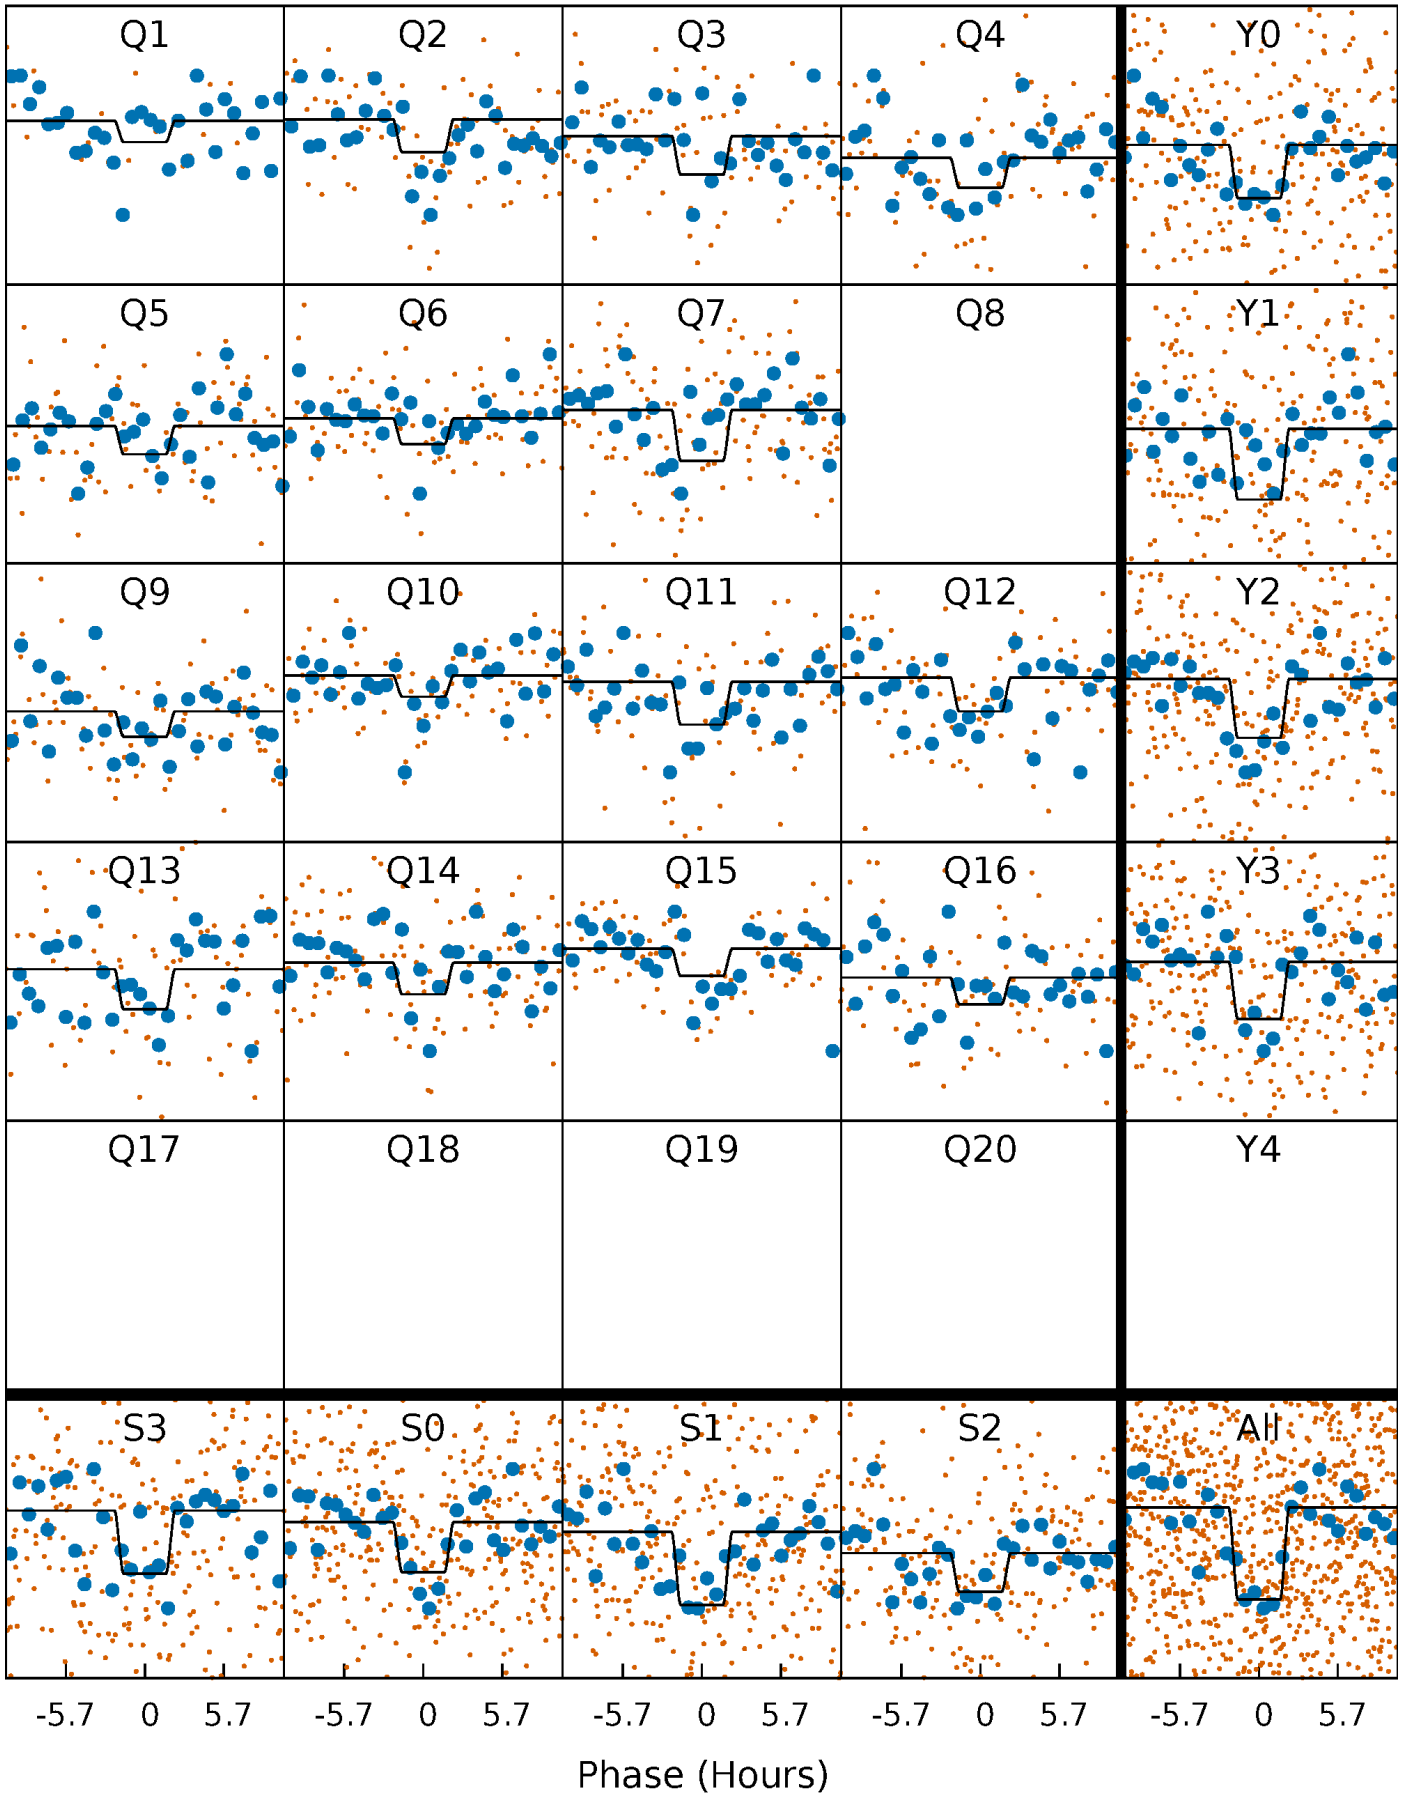 Q1 Q2 Q3 Q4 Y0
Q5 Q6 Q7 Q8 Y1
Q9 Q10 Q11 Q12 Y2
Q13 Q14 Q15 Q16 Y3
Q17 Q18 Q19 Q20 Y4
S3 S0 S1 S2 All
-5.7 0 5.7 -5.7 0 5.7 -5.7 0 5.7 -5.7 0 5.7 -5.7 0 5.7
Phase (Hours)